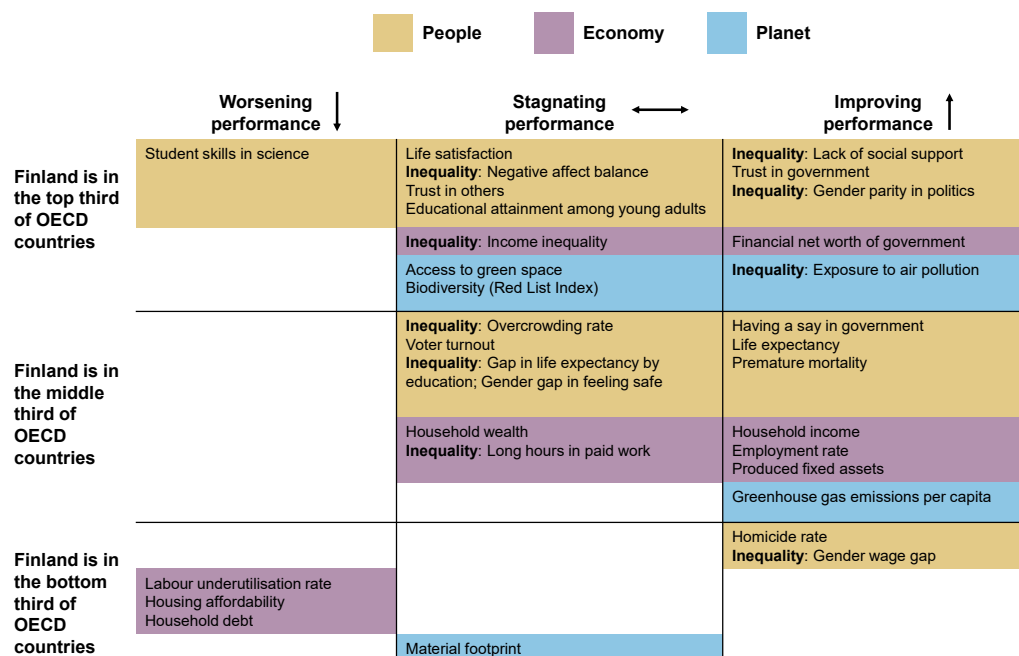 People
Economy
Planet
Worsening
performance
Stagnating
performance
Improving
performance
Finland is in
the top third
of OECD
countries
Student skills in science
Life satisfaction
Inequality: Negative affect balance
Trust in others
Educational attainment among young adults
Inequality: Lack of social support
Trust in government
Inequality: Gender parity in politics
Inequality: Income inequality
Financial net worth of government
Access to green space
Biodiversity (Red List Index)
Inequality: Exposure to air pollution
Finland is in
the middle
third of
OECD
countries
Inequality: Overcrowding rate
Voter turnout
Inequality: Gap in life expectancy by
education; Gender gap in feeling safe
Having a say in government
Life expectancy
Premature mortality
Household wealth
Inequality: Long hours in paid work
Household income
Employment rate
Produced fixed assets
Greenhouse gas emissions per capita
Finland is in
the bottom
third of
OECD
countries
Homicide rate
Inequality: Gender wage gap
Labour underutilisation rate
Housing affordability
Household debt
Material footprint